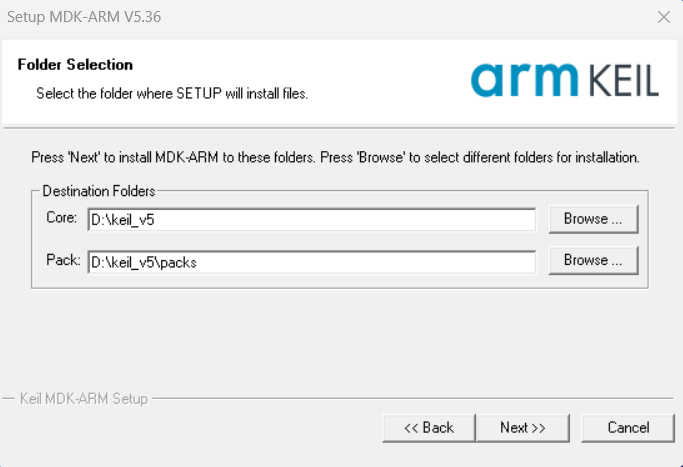 Setup MDK-ARM V5.36
Folder Selection
Select the folder where SETUP will install files.
arm KEIL
Press 'Next' to install MDK-ARM to these folders. Press 'Browse' to select different folders for installation.
Destination Folders
Core: D:\keil_v5 Browse ...
Pack: D:\keil_v5\packs Browse ...
Keil MDK-ARM Setup
<< Back Next >> Cancel